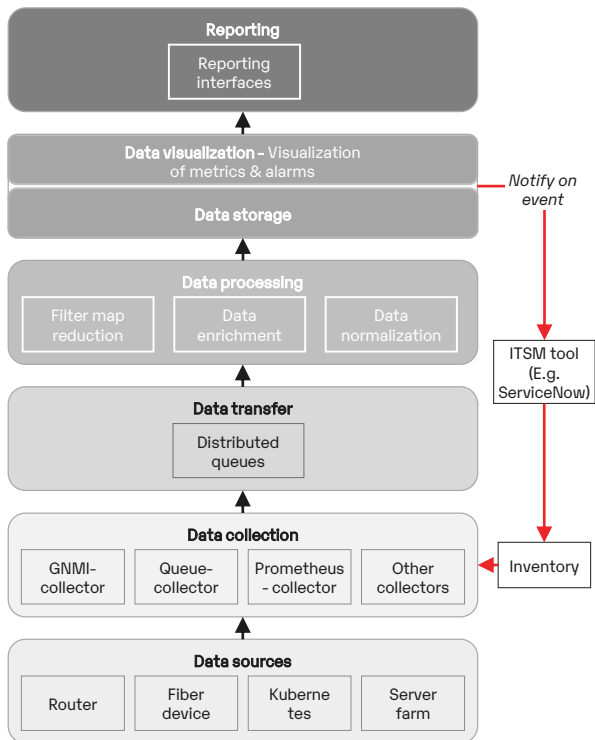 Reporting
Reporting
interfaces
Data visualization - Visualization
of metrics & alarms
Data storage
Notify on
event
Data processing
Filter map
reduction
Data
enrichment
Data
normalization
ITSM tool
(E.g.
ServiceNow)
Data transfer
Distributed
queues
Data collection
GNMI-
collector
Queue-
collector
Prometheus
- collector
Other
collectors
Inventory
Data sources
Router
Fiber
device
Kuberne
tes
Server
farm